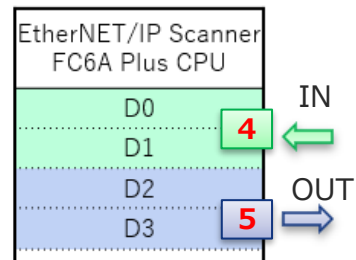 EtherNET/IP Scanner
FC6A Plus CPU
D0
IN
4
D1
D2
OUT
D3
5